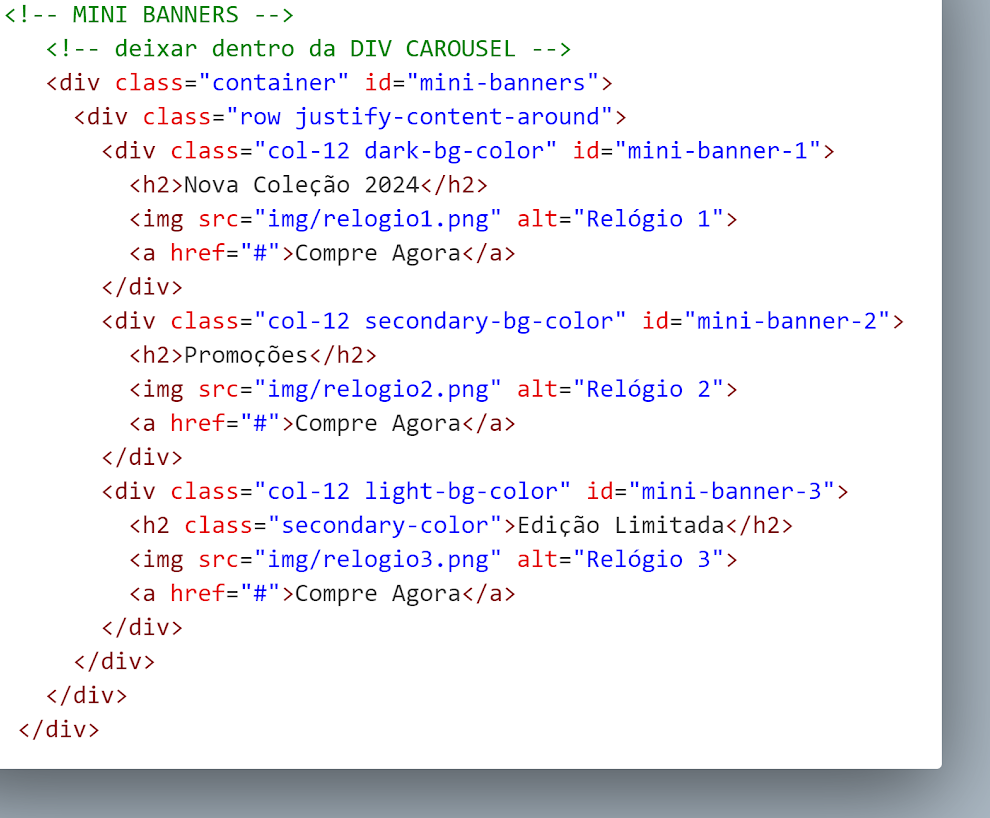 <!-- MINI BANNERS -->
<!-- deixar dentro da DIV CAROUSEL -->
<div class="container" id="mini-banners">
<div class="row justify-content-around">
<div class="col-12 dark-bg-color" id="mini-banner-1">
<h2>Nova Coleção 2024</h2>
<img src="img/relogio1.png" alt="Relógio 1">
<a href="#">Compre Agora</a>
</div>
<div class="col-12 secondary-bg-color" id="mini-banner-2">
<h2>Promoções</h2>
<img src="img/relogio2.png" alt="Relógio 2">
<a href="#">Compre Agora</a>
</div>
<div class="col-12 light-bg-color" id="mini-banner-3">
<h2 class="secondary-color">Edição Limitada</h2>
<img src="img/relogio3.png" alt="Relógio 3">
<a href="#">Compre Agora</a>
</div>
</div>
</div>
</div>